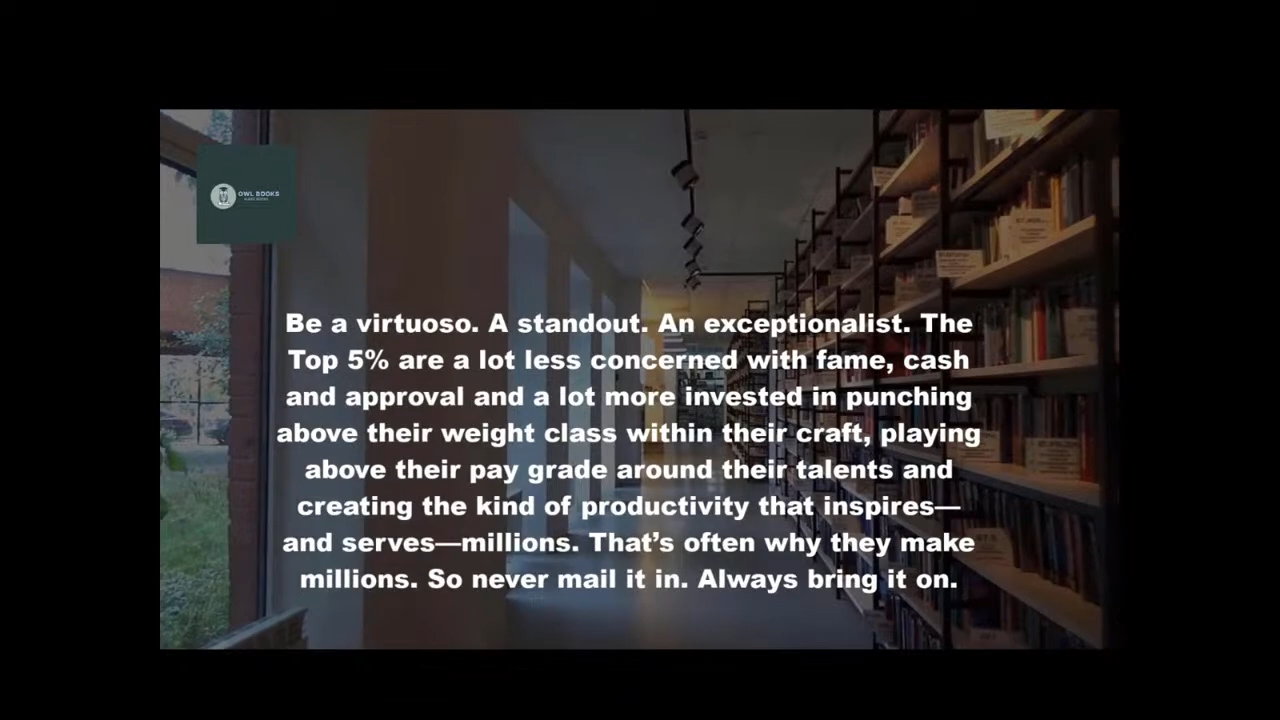 OWL BOOKS
Be a virtuoso. A standout. An exceptionalist. The
Top 5% are a lot less concerned with fame, cash
and approval and a lot more invested in punching
above their weight class within their craft, playing
above their pay grade around their talents and
creating the kind of productivity that inspires—
and serves—millions. That’s often why they make
millions. So never mail it in. Always bring it on.